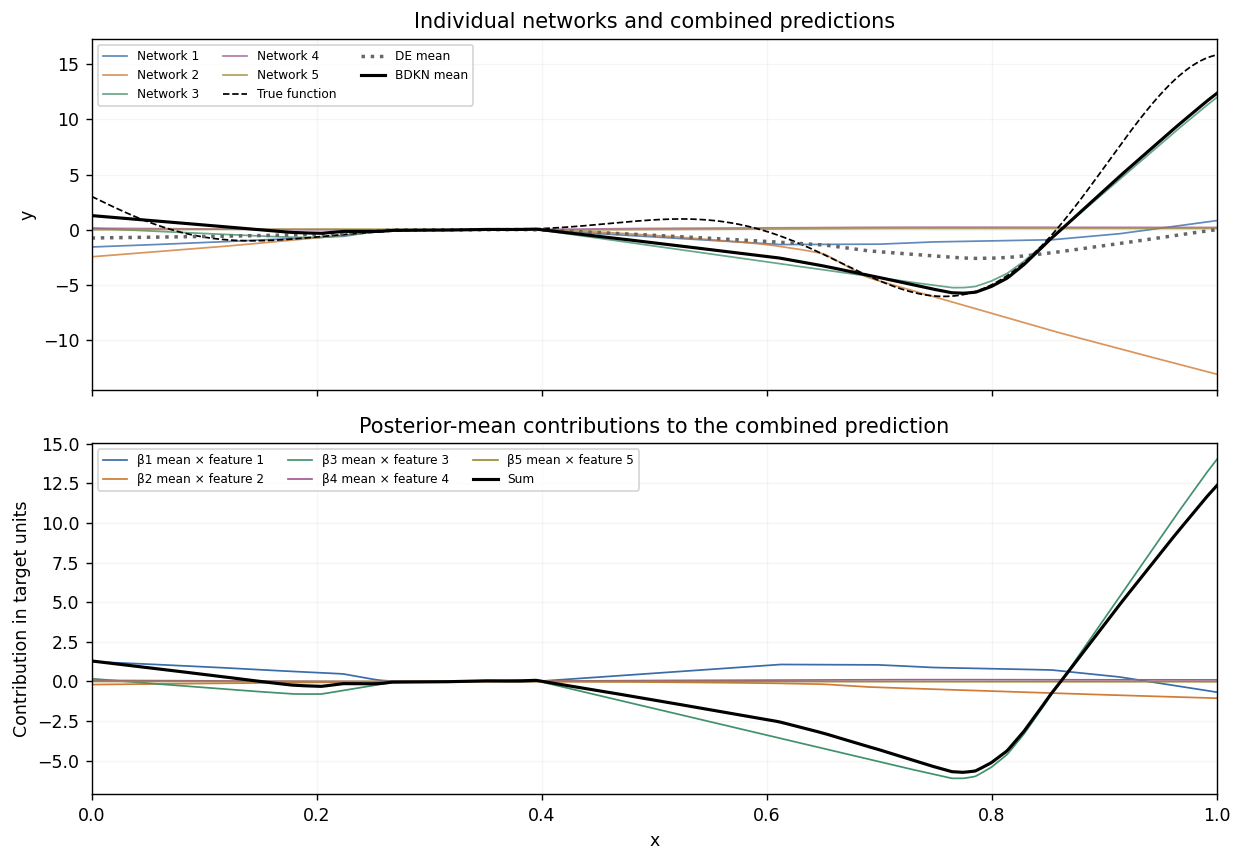 Individual networks and combined predictions
Network 1
Network 2
Network 3
Network 4
Network 5
True function
DE mean
BDKN mean
15
10
5
0
−5
−10
y
Posterior-mean contributions to the combined prediction
β1 mean × feature 1
β2 mean × feature 2
β3 mean × feature 3
β4 mean × feature 4
β5 mean × feature 5
Sum
15.0
12.5
10.0
7.5
5.0
2.5
0.0
−2.5
−5.0
Contribution in target units
0.0
0.2
0.4
0.6
0.8
1.0
x